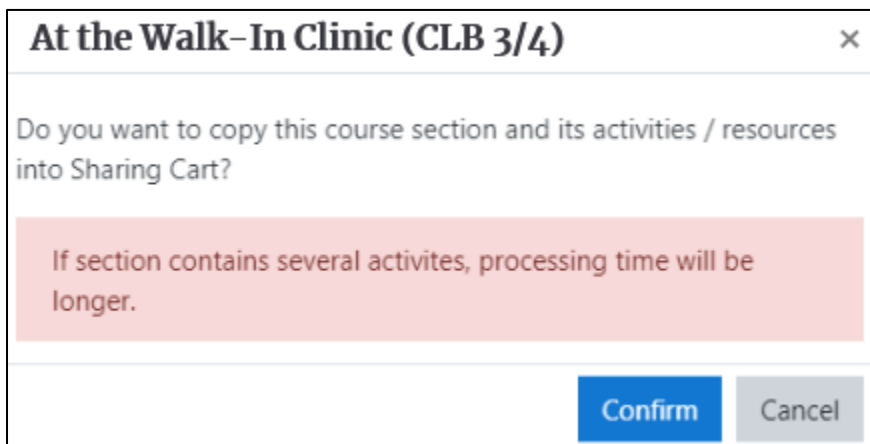 At the Walk-In Clinic (CLB 3/4)
×
Do you want to copy this course section and its activities / resources
into Sharing Cart?
If section contains several activites, processing time will be
longer.
Confirm
Cancel